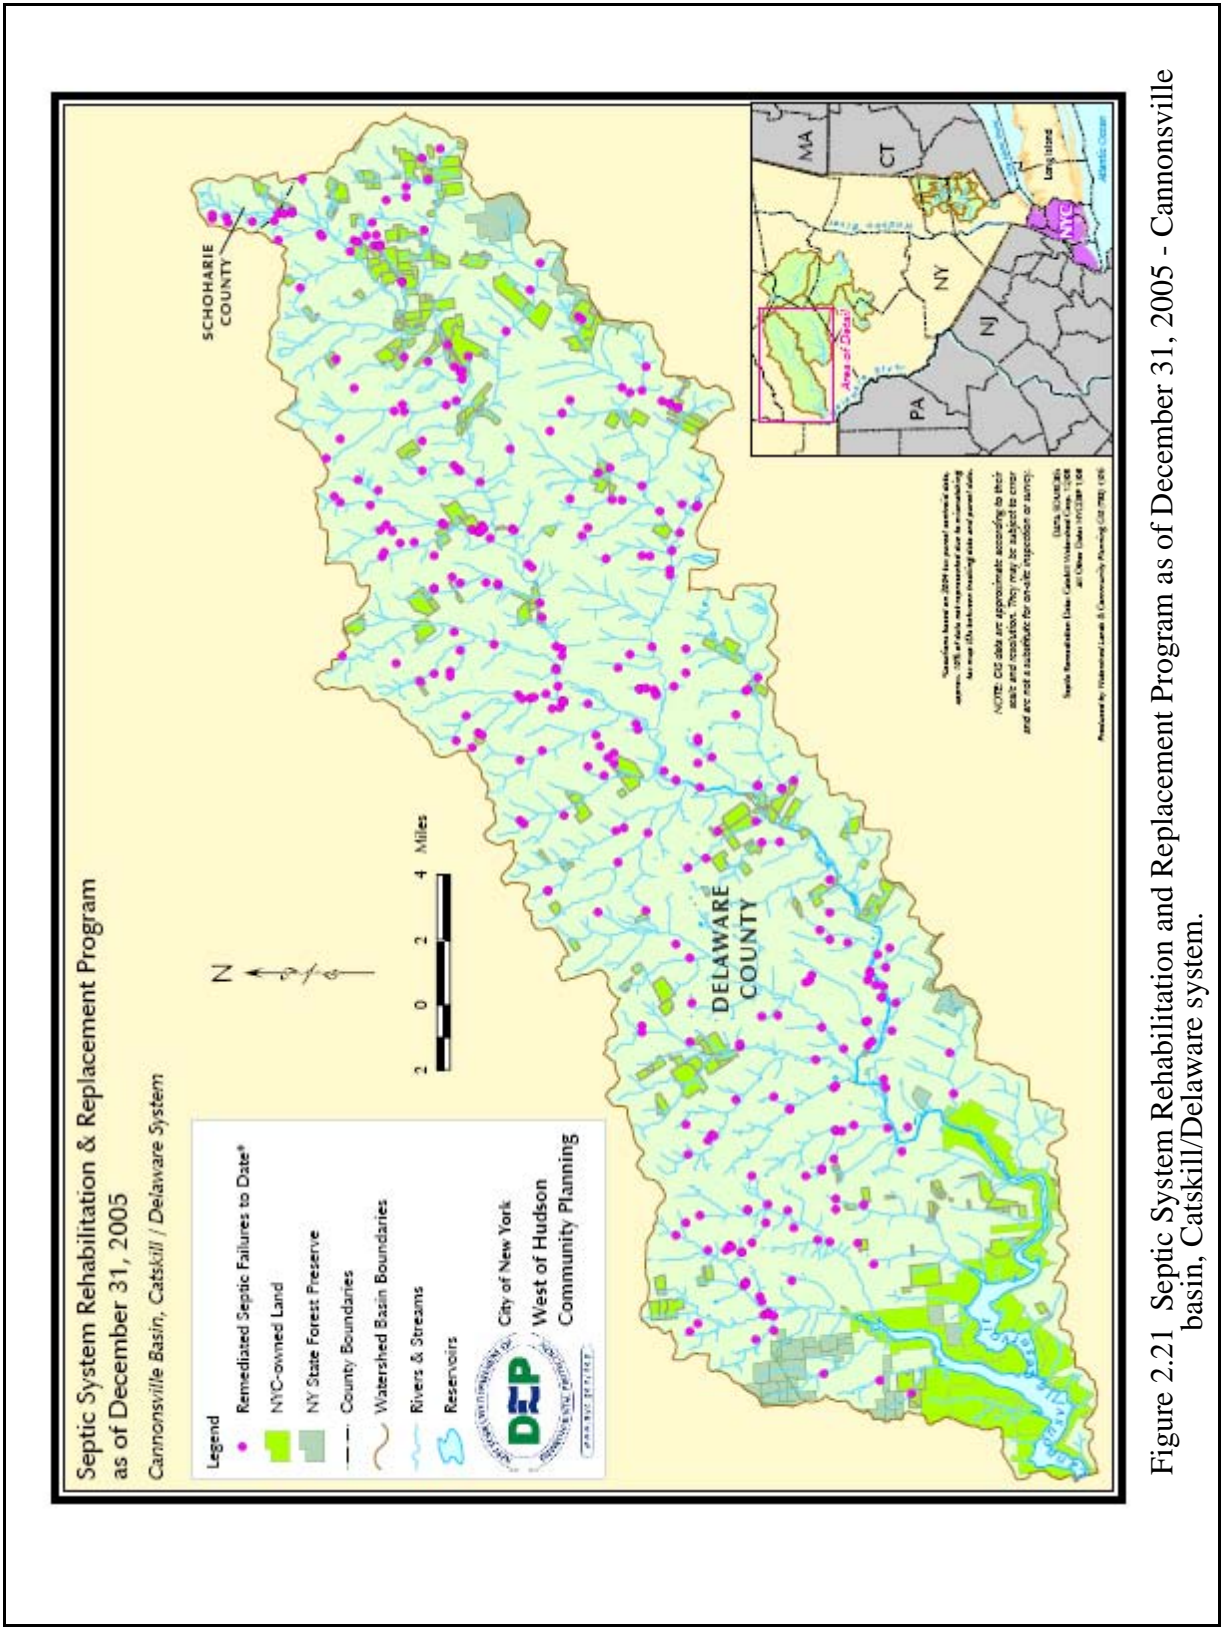 Septic System Rehabilitation & Replacement Program
as of December 31, 2005
Cannonsville Basin, Catskill / Delaware System
Legend
Remediated Septic Failures to Date*
NYC-owned Land
NY State Forest Preserve
County Boundaries
Watershed Basin Boundaries
Rivers & Streams
Reservoirs
DEP
City of New York
West of Hudson
Community Planning
N
2 0 2 4 Miles
SCHOHARIE
COUNTY
DELAWARE
COUNTY
MA
CT
NY
NJ
PA
NYC
Long Island
Atlantic Ocean
Hudson River
Area of Detail
NOTE: GIS data are approximate according to their
scale and resolution. They may be subject to error
and are not a substitute for on-site inspection or survey.
Figure 2.21 Septic System Rehabilitation and Replacement Program as of December 31, 2005 - Cannonsville
basin, Catskill/Delaware system.